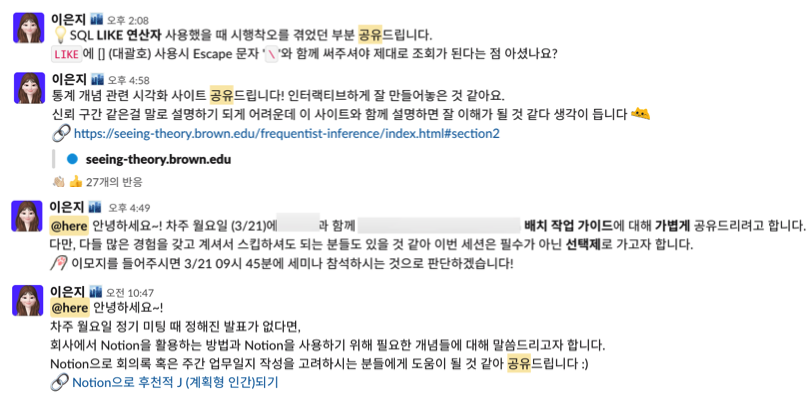 이은지 오후 2:08
SQL LIKE 연산자 사용했을 때 시행착오를 겪었던 부분 공유드립니다.
LIKE 에 [] (대괄호) 사용시 Escape 문자 '\'와 함께 써주셔야 제대로 조회가 된다는 점 아셨나요?
이은지 오후 4:58
통계 개념 관련 시각화 사이트 공유드립니다! 인터랙티브하게 잘 만들어놓은 것 같아요.
신뢰 구간 같은걸 말로 설명하기 되게 어려운데 이 사이트와 함께 설명하면 잘 이해가 될 것 같다 생각이 듭니다
https://seeing-theory.brown.edu/frequentist-inference/index.html#section2
seeing-theory.brown.edu
27개의 반응
이은지 오후 4:49
@here 안녕하세요~! 차주 월요일 (3/21)에 과 함께 배치 작업 가이드에 대해 가볍게 공유드리려고 합니다.
다만, 다들 많은 경험을 갖고 계셔서 스킵하셔도 되는 분들도 있을 것 같아 이번 세션은 필수가 아닌 선택제로 가고자 합니다.
이모지를 들어주시면 3/21 09시 45분에 세미나 참석하시는 것으로 판단하겠습니다!
이은지 오전 10:47
@here 안녕하세요~!
차주 월요일 정기 미팅 때 정해진 발표가 없다면,
회사에서 Notion을 활용하는 방법과 Notion을 사용하기 위해 필요한 개념들에 대해 말씀드리고자 합니다.
Notion으로 회의록 혹은 주간 업무일지 작성을 고려하시는 분들에게 도움이 될 것 같아 공유드립니다 :)
Notion으로 후천적 J (계획형 인간)되기